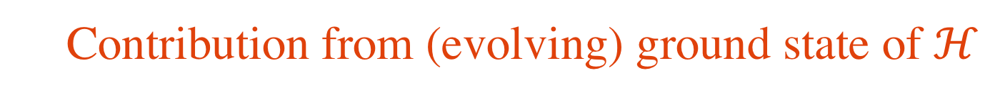 Contribution from (evolving) ground state of ℋ